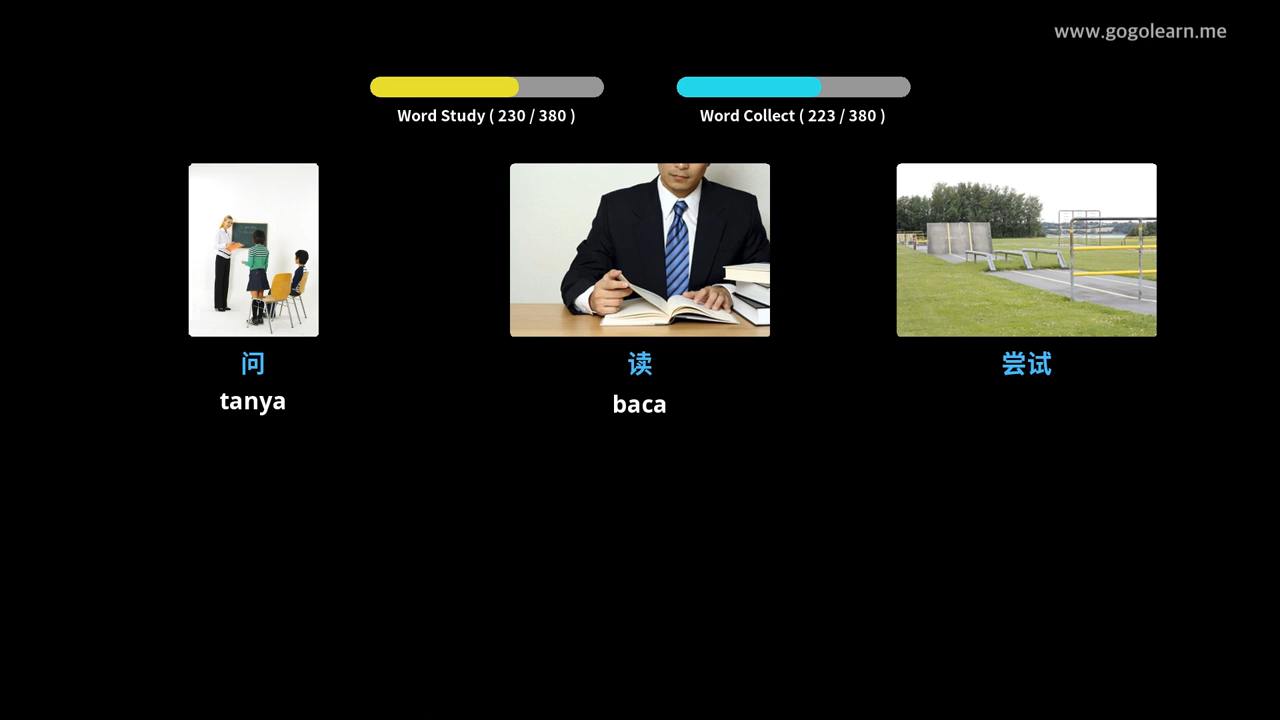 www.gogolearn.me
Word Study ( 230 / 380 )
Word Collect ( 223 / 380 )
问
读
尝试
tanya
baca